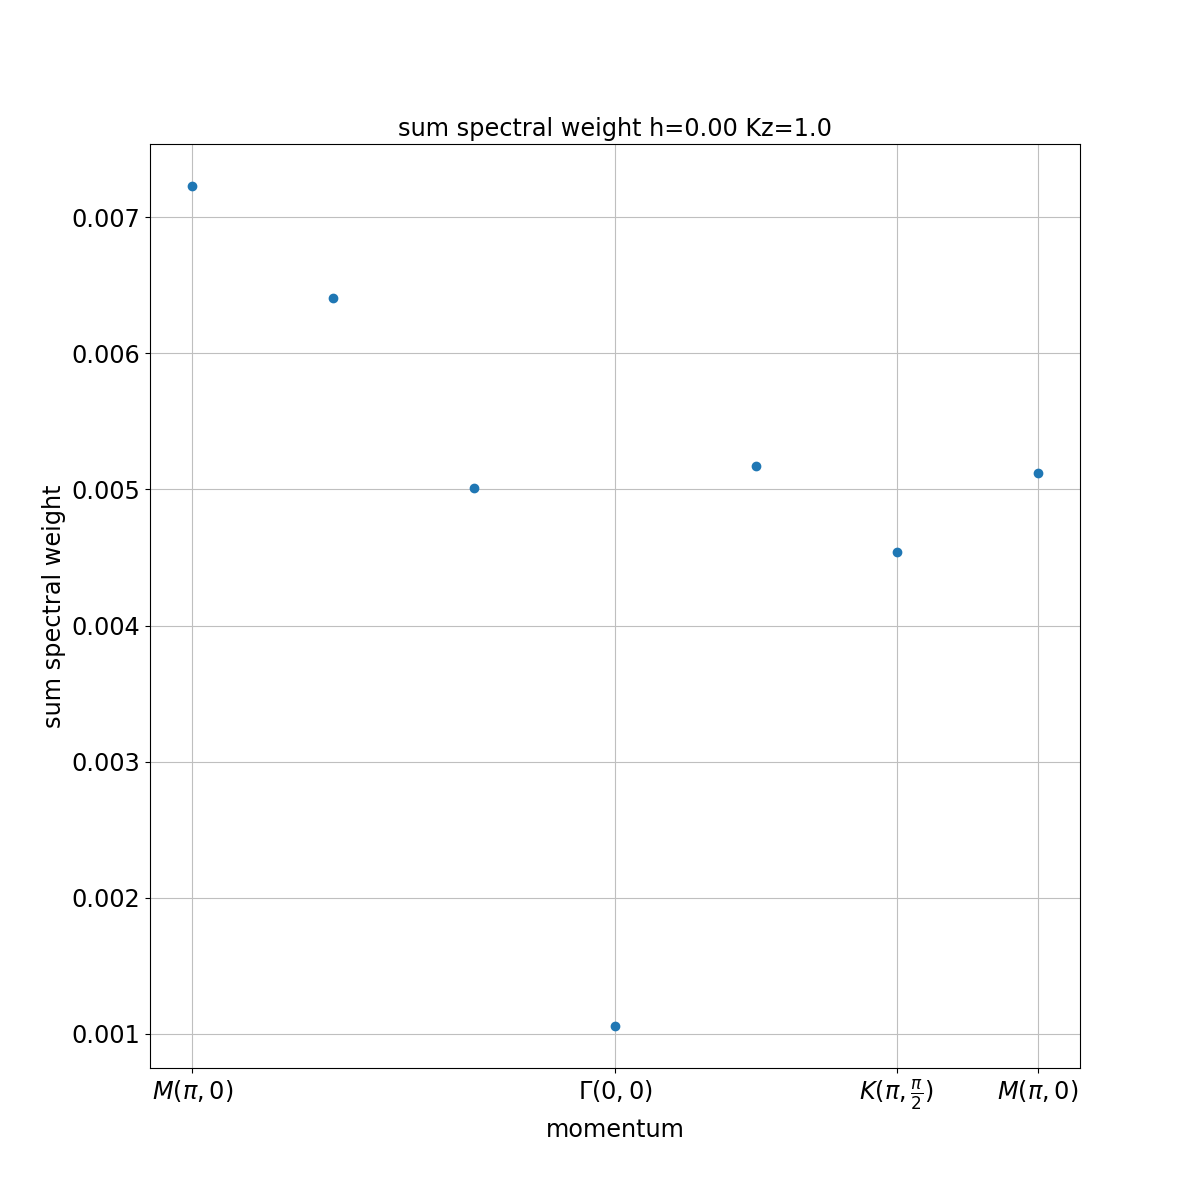 sum spectral weight h=0.00 Kz=1.0
sum spectral weight
0.007
0.006
0.005
0.004
0.003
0.002
0.001
M(π, 0) Γ(0, 0) K(π, π/2) M(π, 0)
momentum